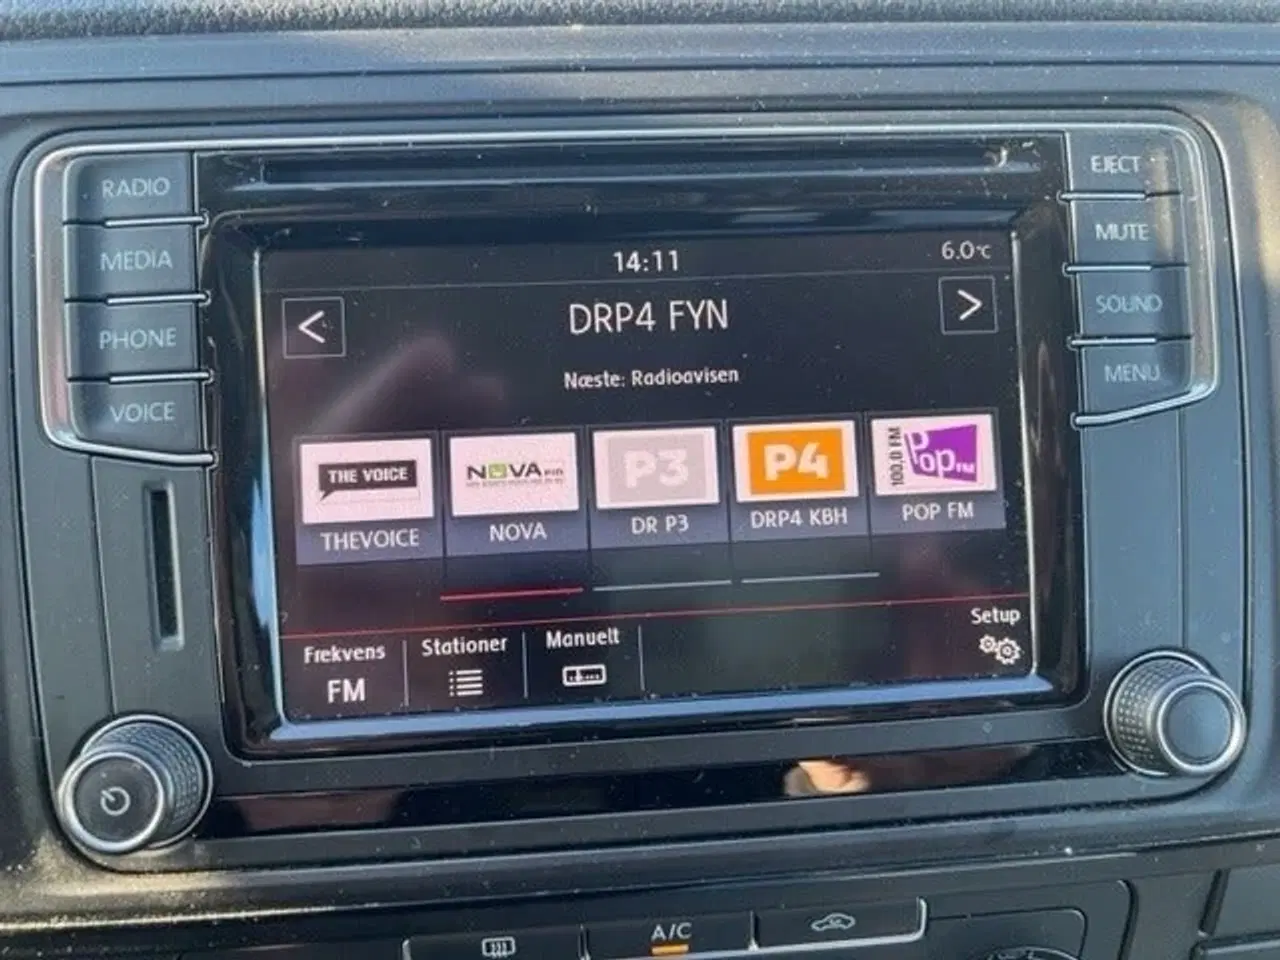 RADIO
MEDIA
PHONE
VOICE
EJECT
MUTE
SOUND
MENU
14:11
6.0°C
DRP4 FYN
Næste: Radioavisen
THE VOICE
NOVA
P3
P4
100,0 FM
Pop FM
THEVOICE
NOVA
DR P3
DRP4 KBH
POP FM
Frekvens
FM
Stationer
Manuelt
Setup
A/C